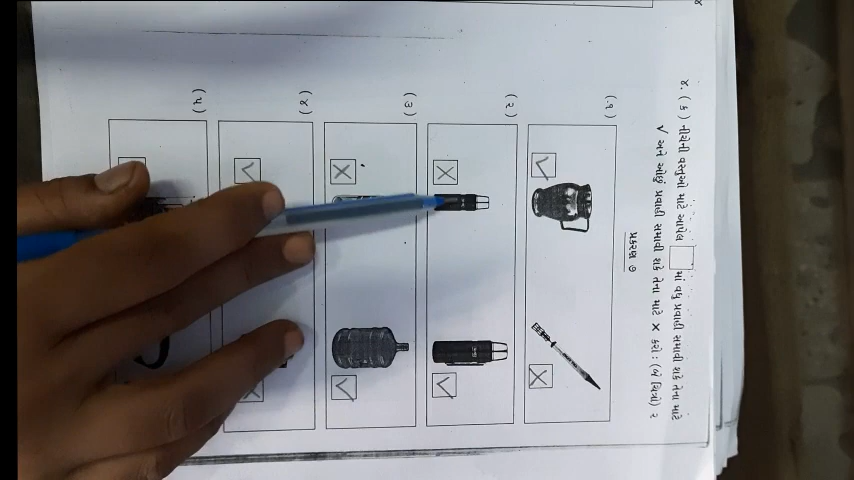 ૪. (ક) નીચેની વસ્તુઓ માટે આપેલ માં વધુ પ્રવાહી સમાવી શકે તેના માટે
√ અને ઓછું પ્રવાહી સમાવી શકે તેના માટે × કરો : (બે ચિત્રો) ૨
પ્રકરણ ૭
(૧)
(૨)
(૩)
(૪)
(૫)